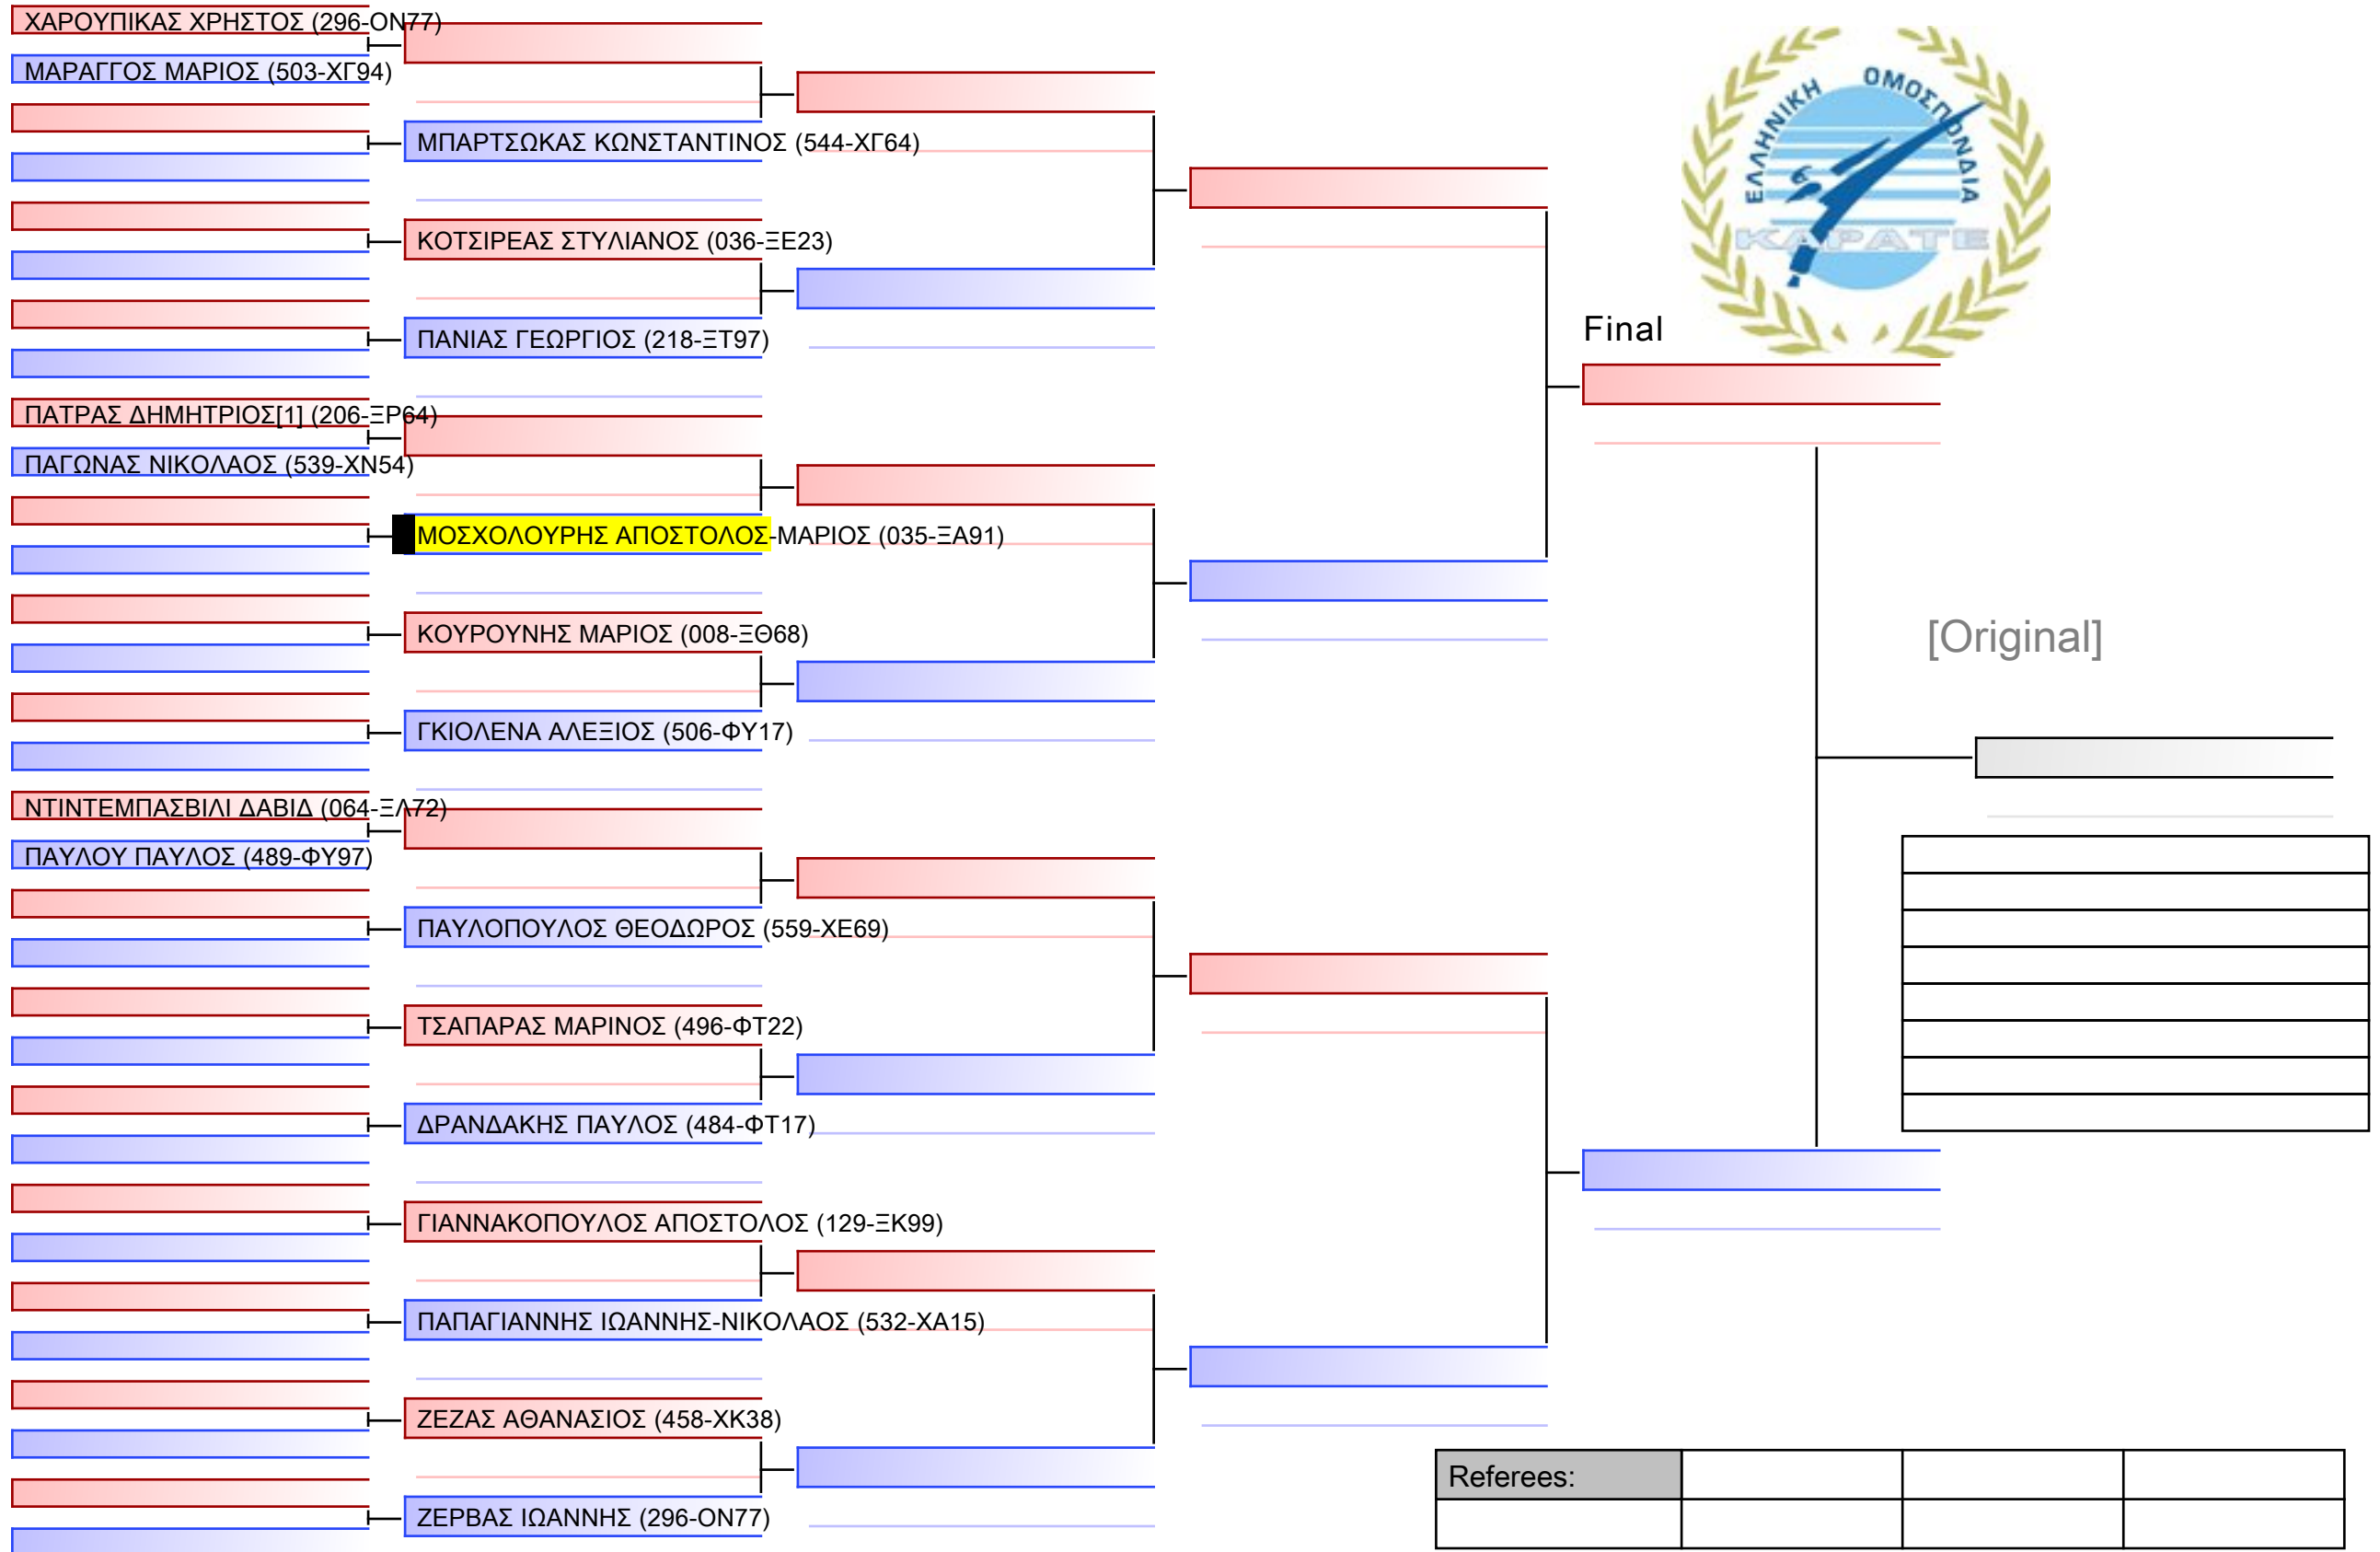 ΧΑΡΟΥΠΙΚΑΣ ΧΡΗΣΤΟΣ (296-ΟΝ77)
ΜΑΡΑΓΓΟΣ ΜΑΡΙΟΣ (503-ΧΓ94)
ΜΠΑΡΤΣΩΚΑΣ ΚΩΝΣΤΑΝΤΙΝΟΣ (544-ΧΓ64)
ΚΟΤΣΙΡΕΑΣ ΣΤΥΛΙΑΝΟΣ (036-ΞΕ23)
ΠΑΝΙΑΣ ΓΕΩΡΓΙΟΣ (218-ΞΤ97)
ΠΑΤΡΑΣ ΔΗΜΗΤΡΙΟΣ[1] (206-ΞΡ64)
ΠΑΓΩΝΑΣ ΝΙΚΟΛΑΟΣ (539-ΧΝ54)
ΜΟΣΧΟΛΟΥΡΗΣ ΑΠΟΣΤΟΛΟΣ-ΜΑΡΙΟΣ (035-ΞΑ91)
ΚΟΥΡΟΥΝΗΣ ΜΑΡΙΟΣ (008-ΞΘ68)
ΓΚΙΟΛΕΝΑ ΑΛΕΞΙΟΣ (506-ΦΥ17)
ΝΤΙΝΤΕΜΠΑΣΒΙΛΙ ΔΑΒΙΔ (064-ΞΛ72)
ΠΑΥΛΟΥ ΠΑΥΛΟΣ (489-ΦΥ97)
ΠΑΥΛΟΠΟΥΛΟΣ ΘΕΟΔΩΡΟΣ (559-ΧΕ69)
ΤΣΑΠΑΡΑΣ ΜΑΡΙΝΟΣ (496-ΦΤ22)
ΔΡΑΝΔΑΚΗΣ ΠΑΥΛΟΣ (484-ΦΤ17)
ΓΙΑΝΝΑΚΟΠΟΥΛΟΣ ΑΠΟΣΤΟΛΟΣ (129-ΞΚ99)
ΠΑΠΑΓΙΑΝΝΗΣ ΙΩΑΝΝΗΣ-ΝΙΚΟΛΑΟΣ (532-ΧΑ15)
ΖΕΖΑΣ ΑΘΑΝΑΣΙΟΣ (458-ΧΚ38)
ΖΕΡΒΑΣ ΙΩΑΝΝΗΣ (296-ΟΝ77)
ΕΛΛΗΝΙΚΗ ΟΜΟΣΠΟΝΔΙΑ
ΚΑΡΑΤΕ
Final
[Original]
Referees: